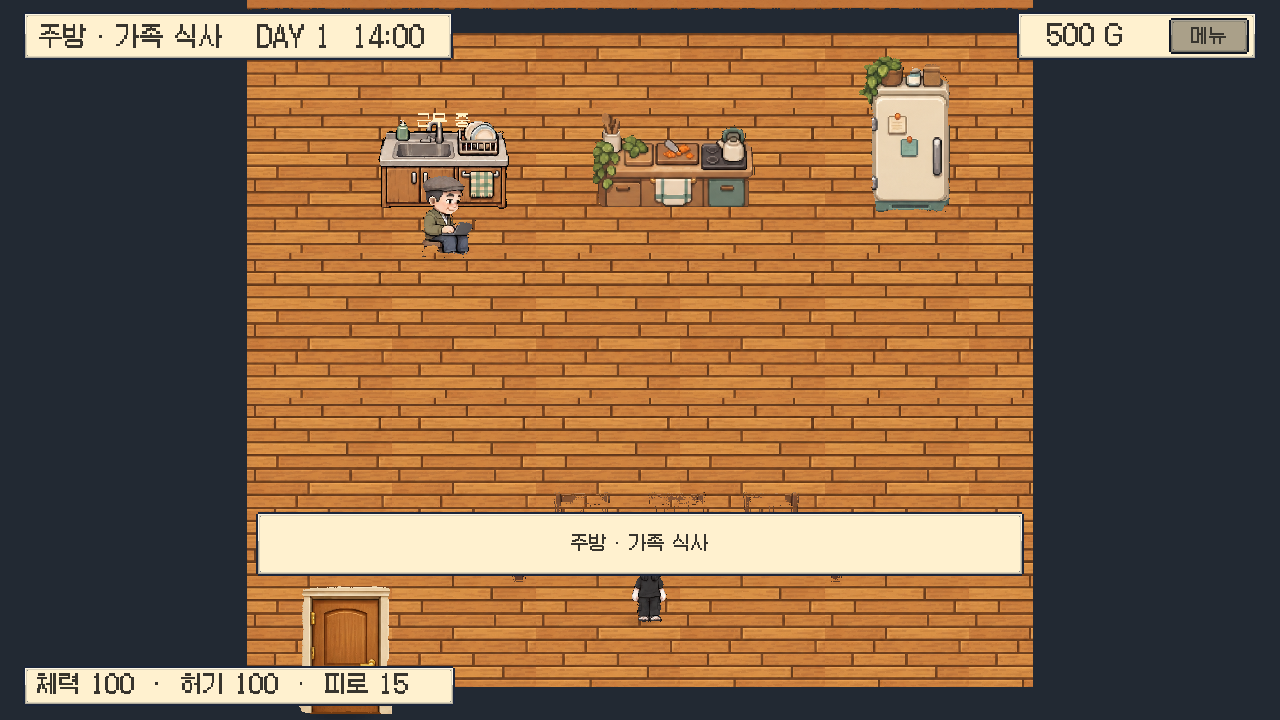 주방 · 가족 식사 DAY 1 14:00
500 G 메뉴
주방 · 가족 식사
체력 100 · 허기 100 · 피로 15